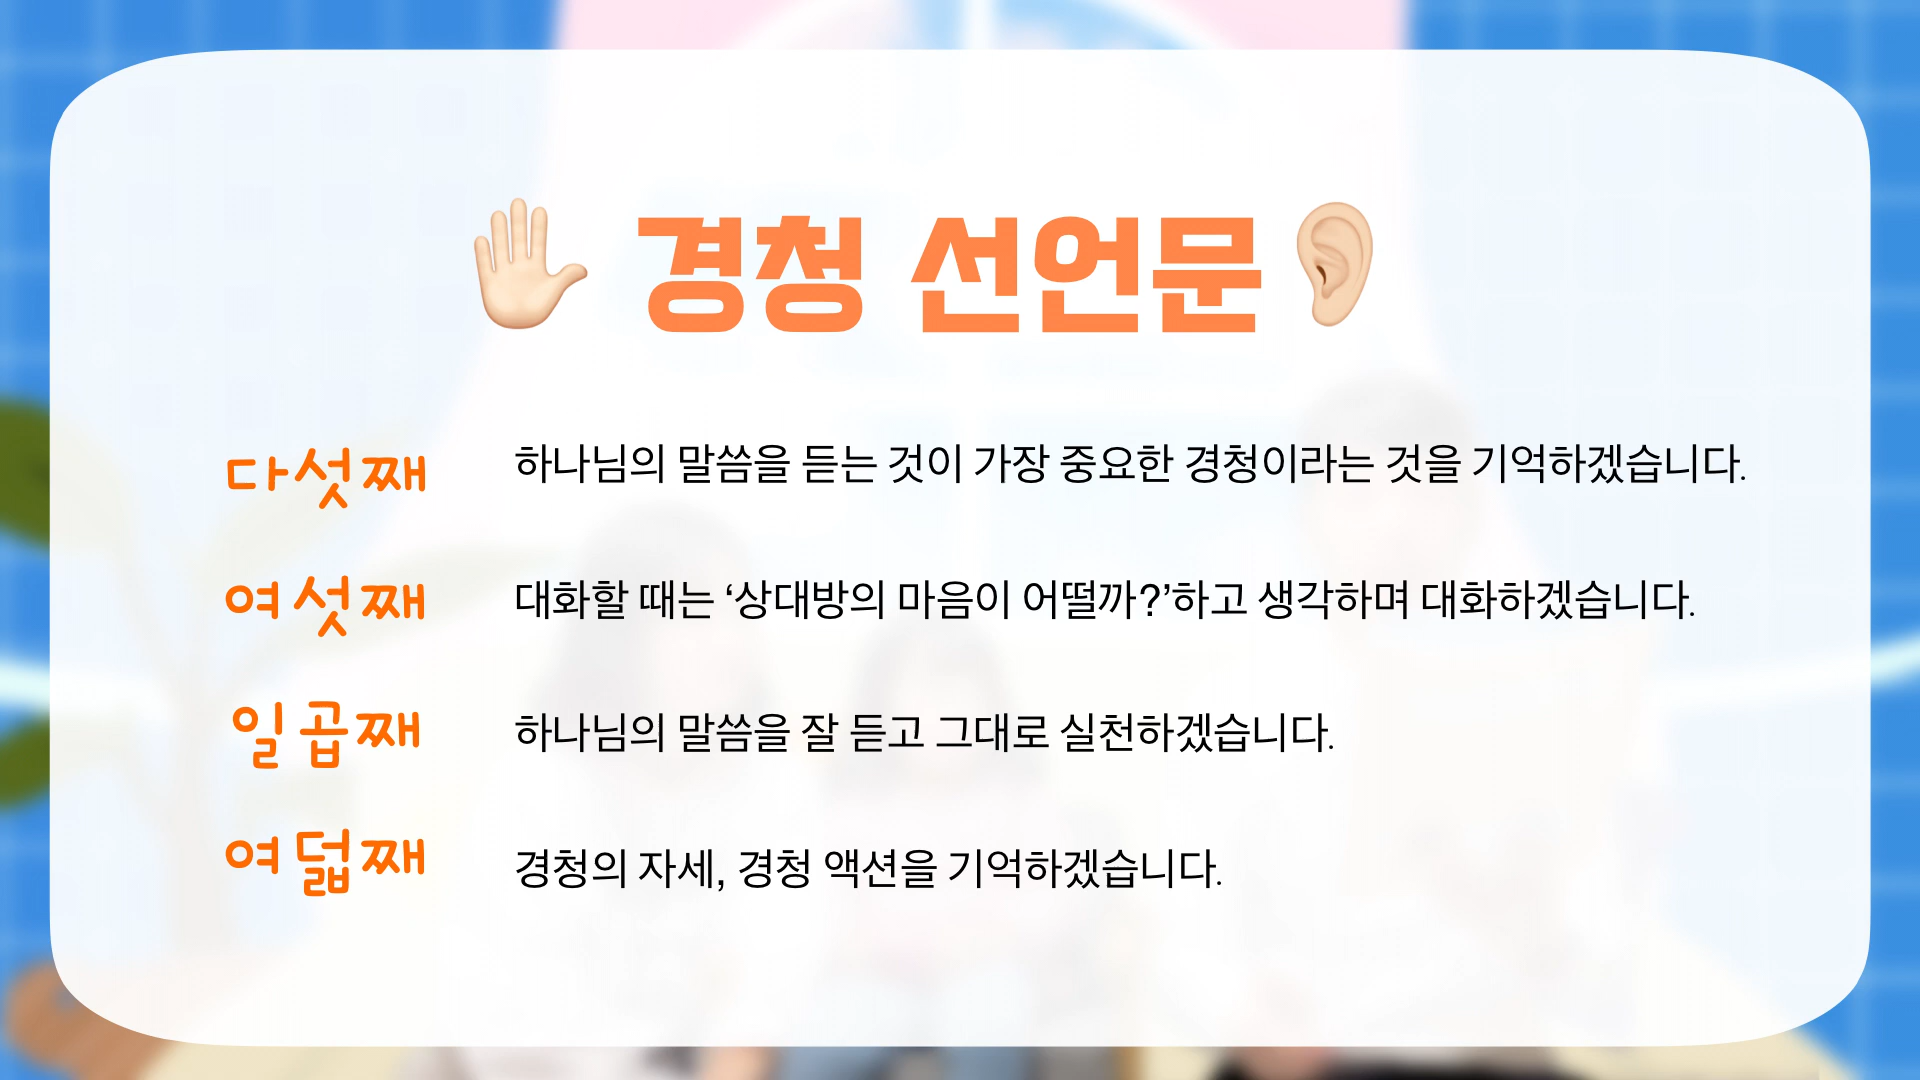 경청 선언문
다섯째 하나님의 말씀을 듣는 것이 가장 중요한 경청이라는 것을 기억하겠습니다.
여섯째 대화할 때는 ‘상대방의 마음이 어떨까?’하고 생각하며 대화하겠습니다.
일곱째 하나님의 말씀을 잘 듣고 그대로 실천하겠습니다.
여덟째 경청의 자세, 경청 액션을 기억하겠습니다.